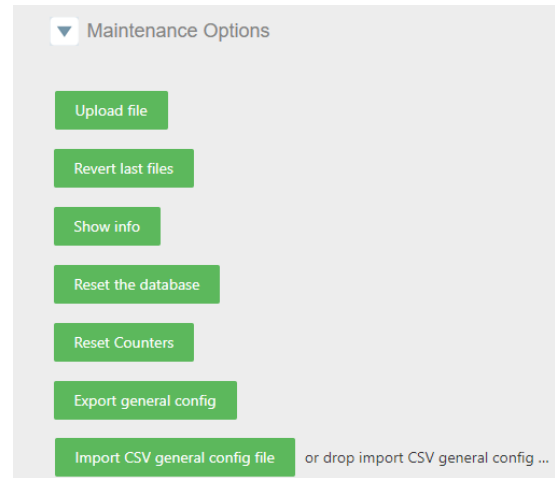 Maintenance Options
Upload file
Revert last files
Show info
Reset the database
Reset Counters
Export general config
Import CSV general config file or drop import CSV general config ...